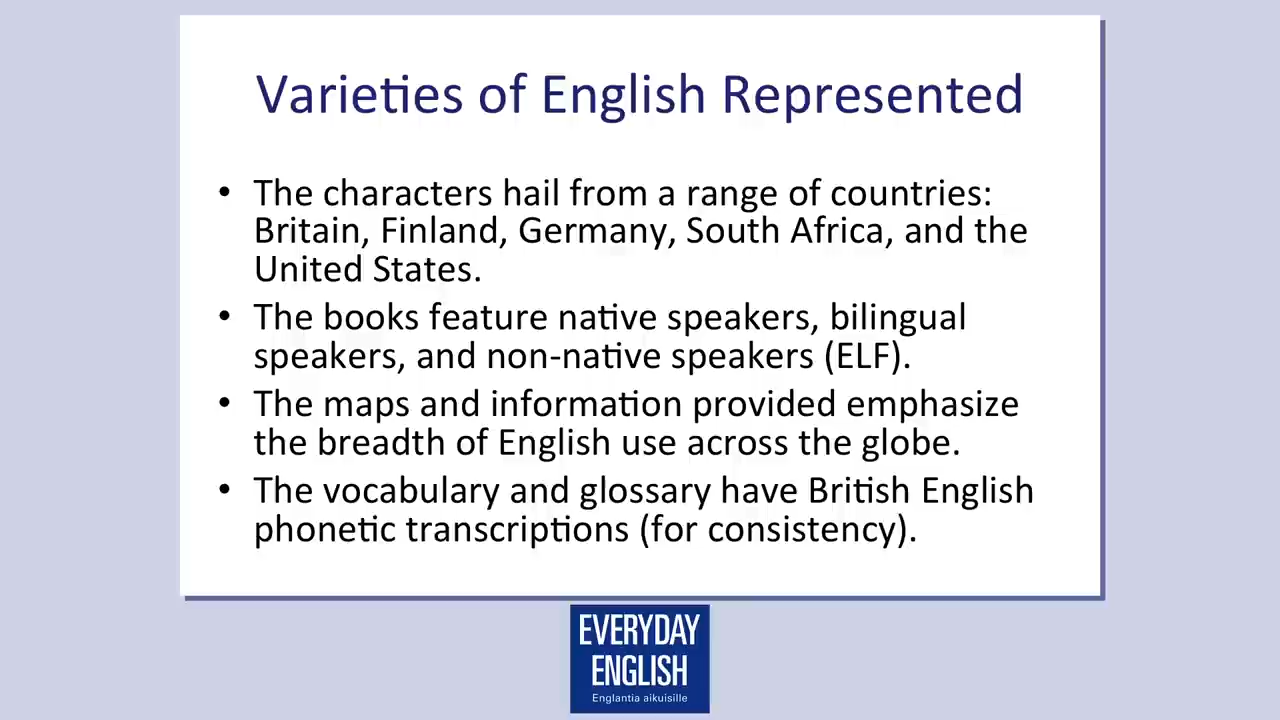 Varieties of English Represented
• The characters hail from a range of countries:
Britain, Finland, Germany, South Africa, and the
United States.
• The books feature native speakers, bilingual
speakers, and non-native speakers (ELF).
• The maps and information provided emphasize
the breadth of English use across the globe.
• The vocabulary and glossary have British English
phonetic transcriptions (for consistency).
EVERYDAY
ENGLISH
Englantia aikuisille